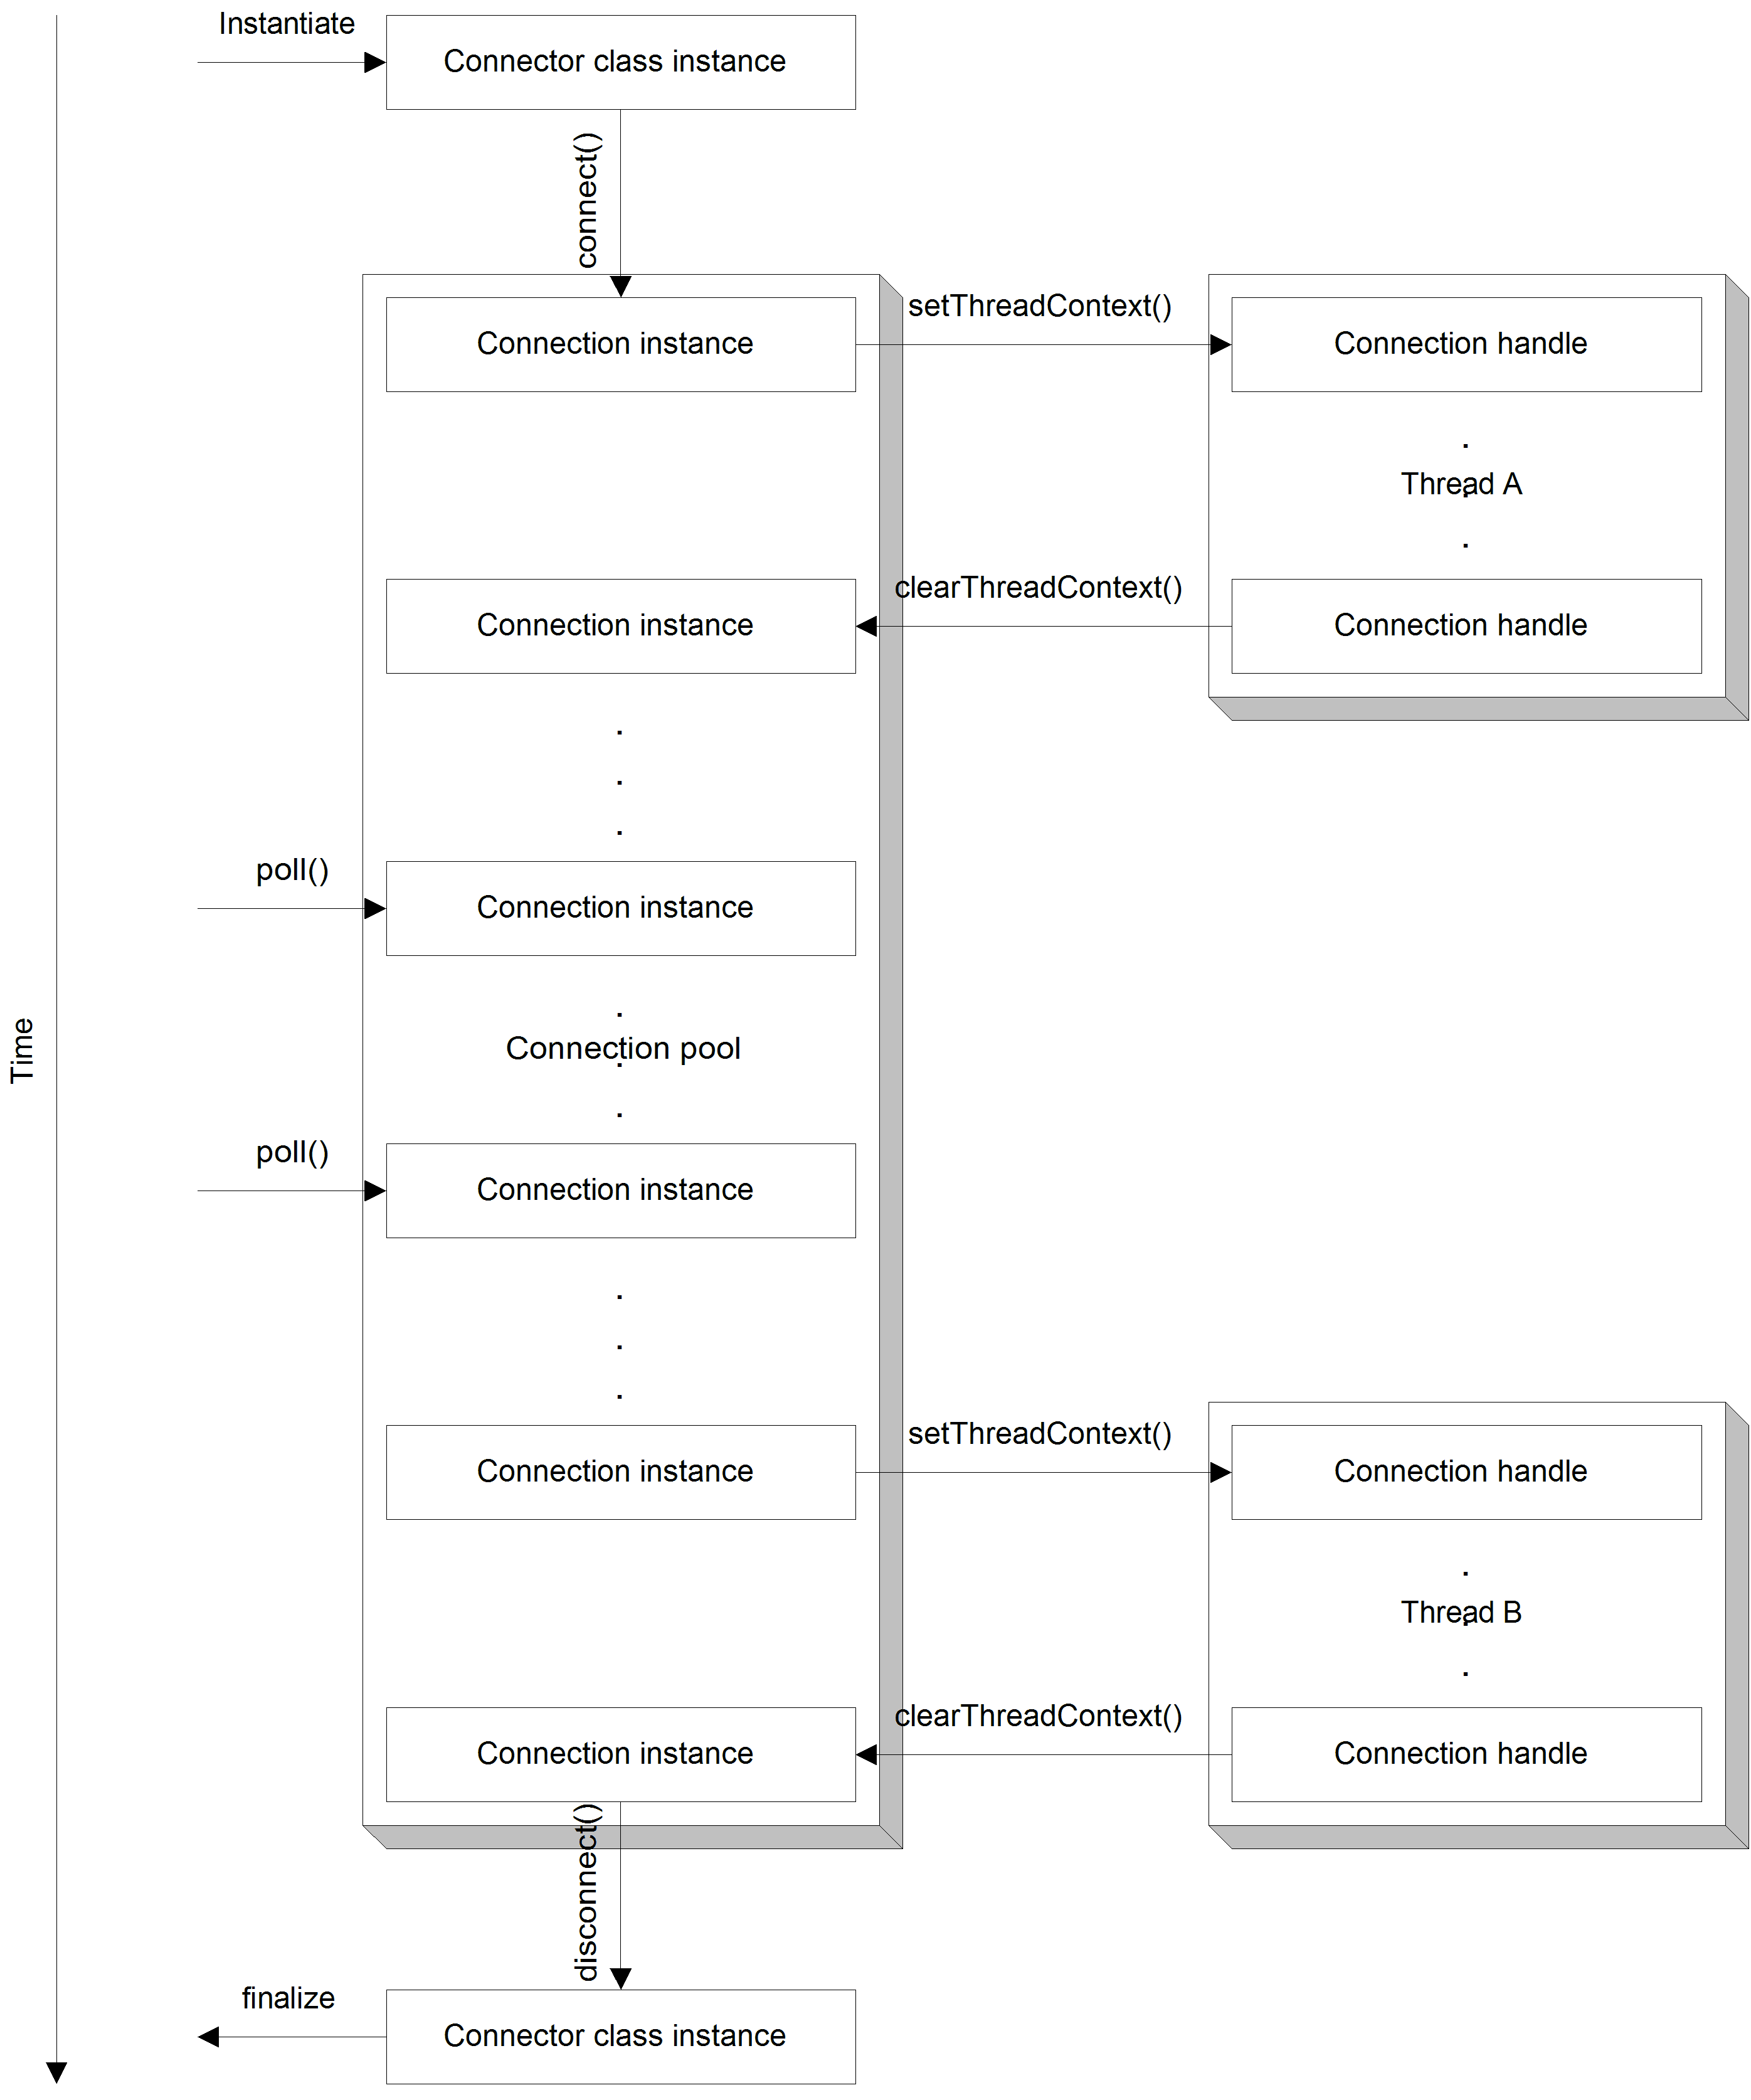 Instantiate
Connector class instance
connect()
setThreadContext()
Connection instance
Connection handle
Thread A
clearThreadContext()
Connection instance
Connection handle
poll()
Connection instance
Time
Connection pool
poll()
Connection instance
setThreadContext()
Connection instance
Connection handle
Thread B
clearThreadContext()
Connection instance
Connection handle
disconnect()
finalize
Connector class instance